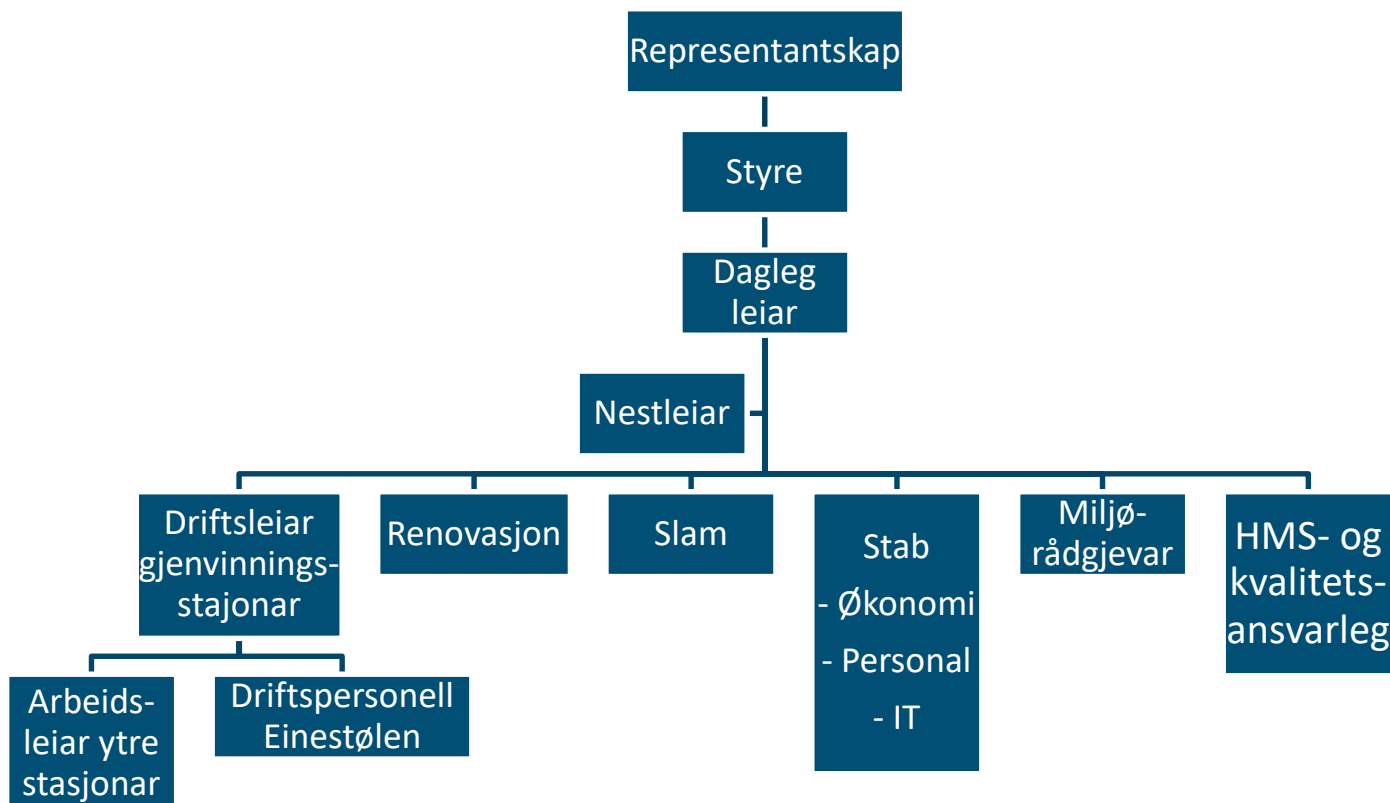 Representantskap
Styre
Dagleg
leiar
Nestleiar
Driftsleiar
gjenvinnings-
stajonar
Renovasjon
Slam
Stab
- Økonomi
- Personal
- IT
Miljø-
rådgjevar
HMS- og
kvalitets-
ansvarleg
Arbeids-
leiar ytre
stasjonar
Driftspersonell
Einestølen